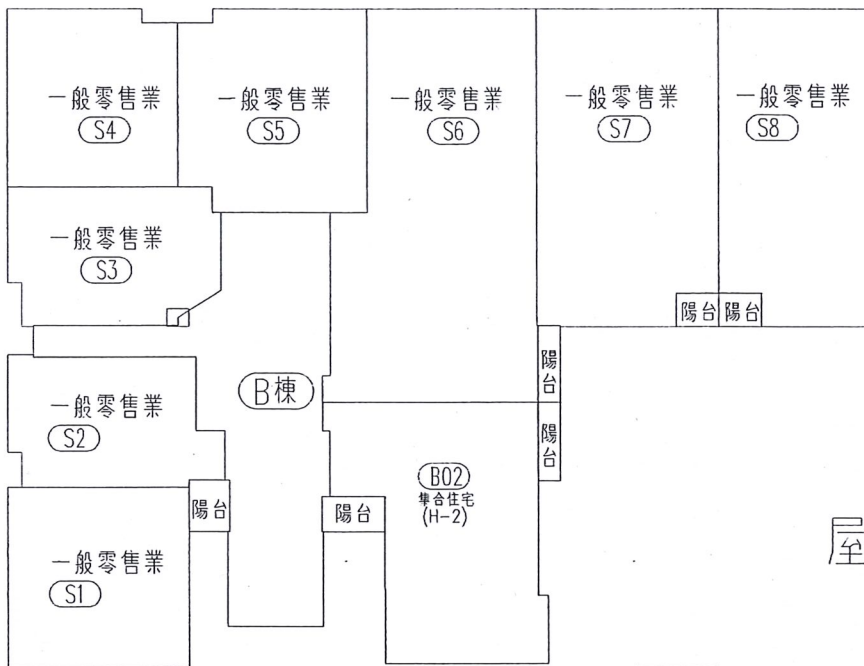 一般零售業
S4
一般零售業
S5
一般零售業
S6
一般零售業
S7
一般零售業
S8
一般零售業
S3
陽台
陽台
陽台
B棟
一般零售業
S2
陽台
B02
集合住宅
(H-2)
陽台
陽台
一般零售業
S1
屋